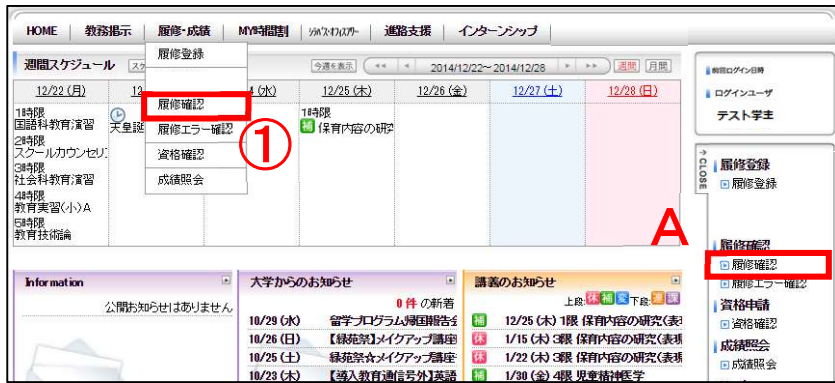 HOME 教務掲示 履修・成績 MY時間割 シラバス・カリフォルダー 進路支援 インターンシップ
週間スケジュール 今週を表示 2014/12/22～2014/12/28 週間 月間
履修登録
履修確認
履修エラー確認
資格確認
成績照会
①
12/22 (月) 12 (水) 12/25 (木) 12/26 (金) 12/27 (土) 12/28 (日)
1時限
国語科教育演習
2時限
スクールカウンセリ
3時限
社会科教育演習
4時限
教育実習(小)A
5時限
教育技術論
天皇誕
1時限
補 保育内容の研究
前回ログイン日時
ログインユーザ
テスト学主
CLOSE
履修登録
履修登録
A
履修確認
履修確認
履修エラー確認
資格申請
資格確認
成績照会
成績照会
Information
公開お知らせはありません
大学からのお知らせ
0件 の新着
10/29 (水) 留学プログラム帰国報告会
10/26 (日) 【緑苑祭】メイクアップ講座
10/25 (土) 緑苑祭☆メイクアップ講座
10/23 (木) 【導入教育通信号外】英語
講義のお知らせ
上段:休 補 変 下段: 課
補 12/25 (木) 1限 保育内容の研究(表現
休 1/15 (木) 3限 保育内容の研究(表現
休 1/22 (木) 3限 保育内容の研究(表現
補 1/30 (金) 4限 児童精神医学